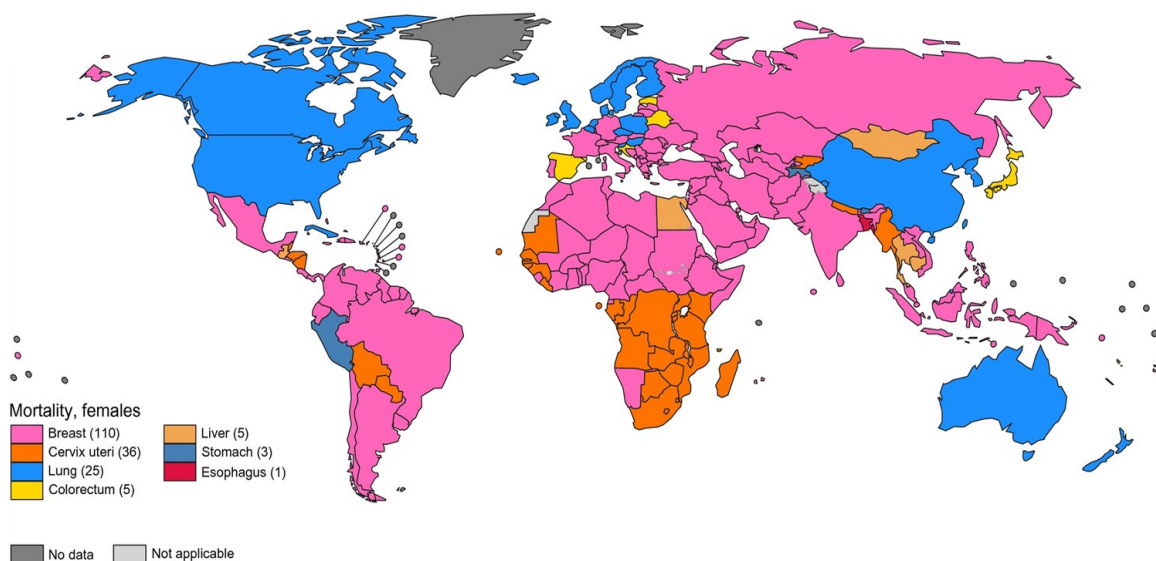 Mortality, females
Breast (110)
Cervix uteri (36)
Lung (25)
Colorectum (5)
Liver (5)
Stomach (3)
Esophagus (1)
No data
Not applicable